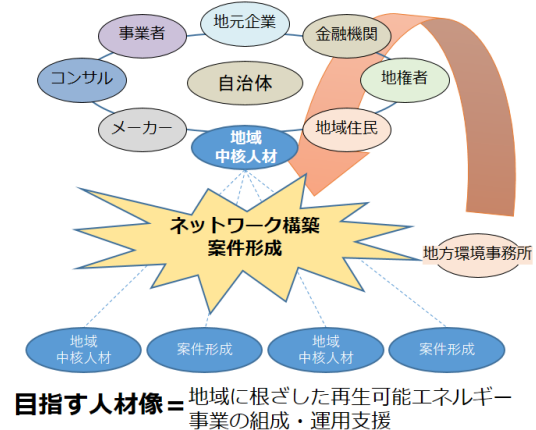 地元企業
事業者
金融機関
コンサル
自治体
地権者
メーカー
地域住民
地域
中核人材
ネットワーク構築
案件形成
地方環境事務所
地域
中核人材
案件形成
地域
中核人材
案件形成
目指す人材像=地域に根ざした再生可能エネルギー
事業の組成・運用支援